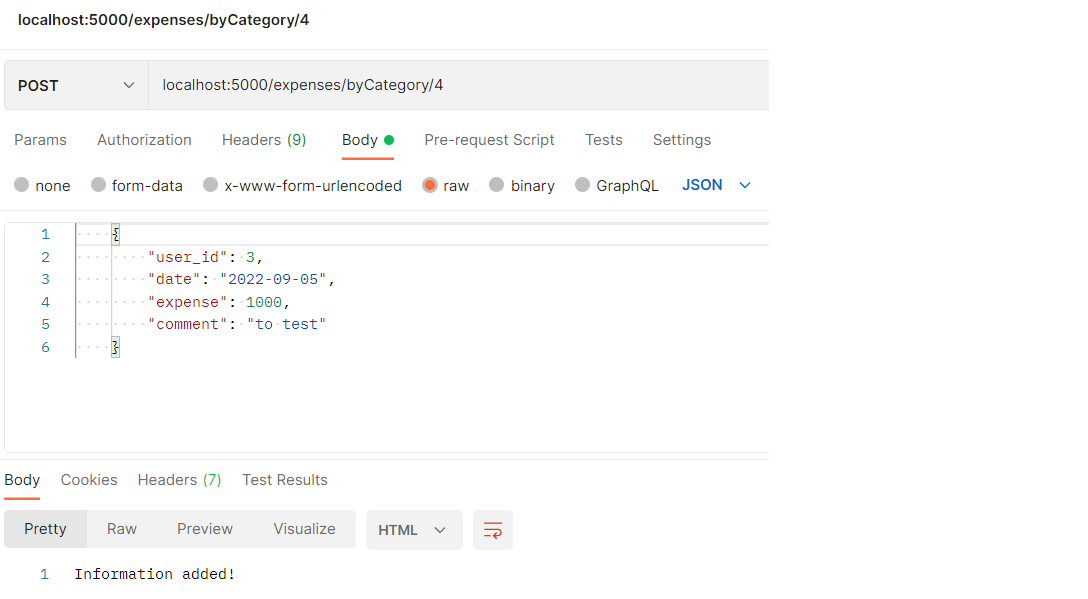 localhost:5000/expenses/byCategory/4
POST localhost:5000/expenses/byCategory/4
Params Authorization Headers (9) Body Pre-request Script Tests Settings
none form-data x-www-form-urlencoded raw binary GraphQL JSON
1 {
2 "user_id": 3,
3 "date": "2022-09-05",
4 "expense": 1000,
5 "comment": "to test"
6 }
Body Cookies Headers (7) Test Results
Pretty Raw Preview Visualize HTML
1 Information added!